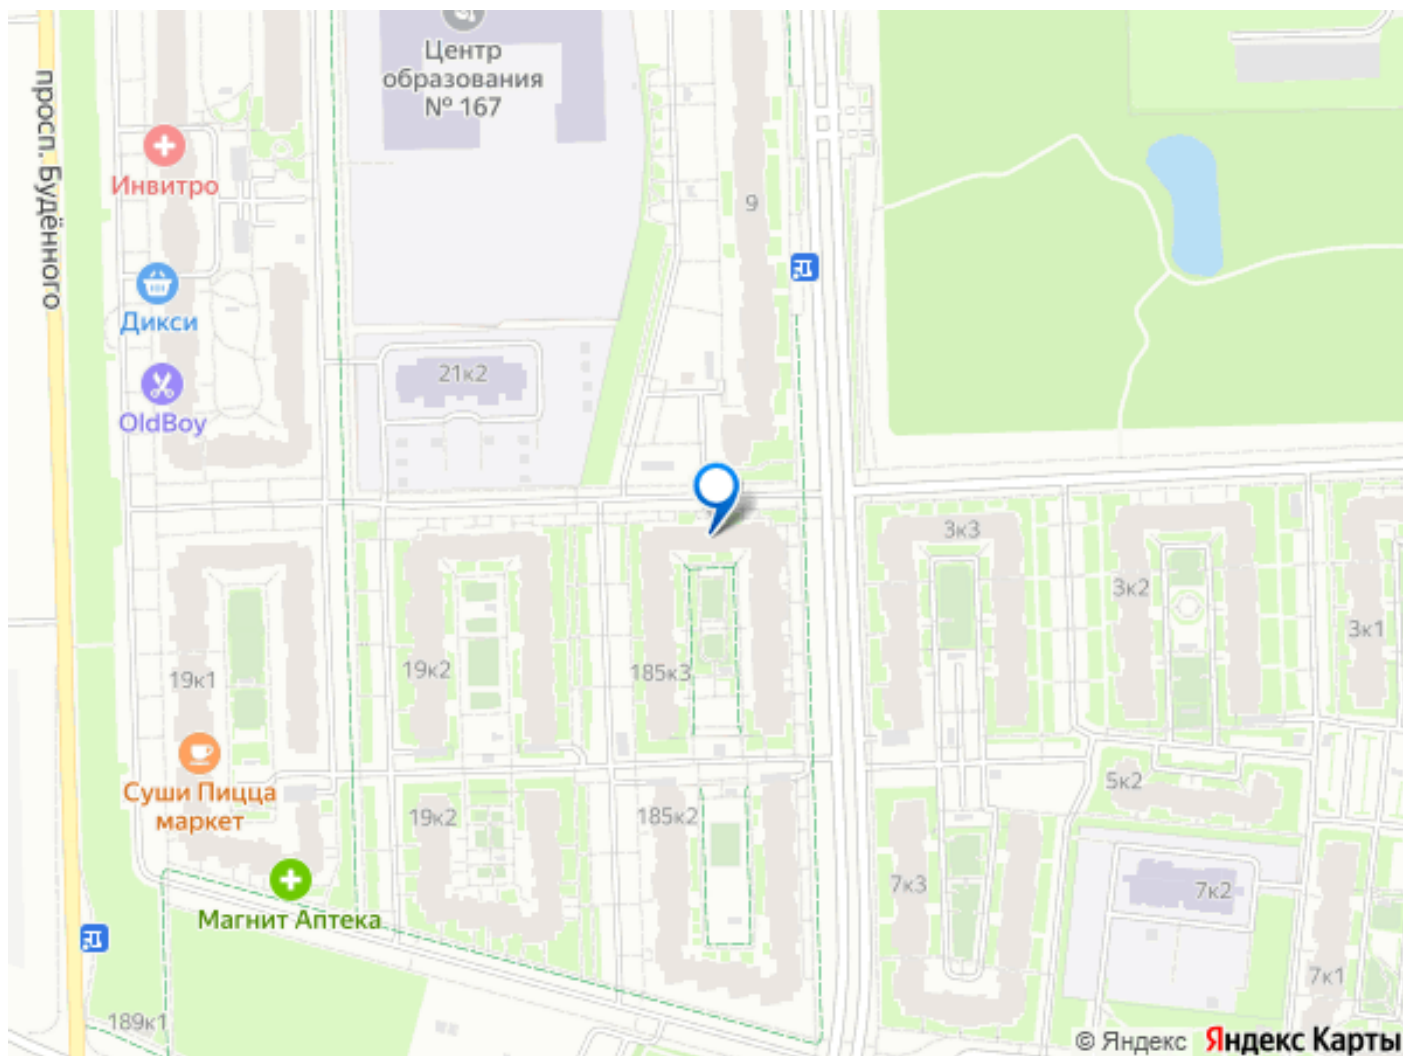 Центр
образования
№ 167
просп. Будённого
Инвитро
9
Дикси
21к2
OldBoy
3к3
3к2
3к1
19к1
19к2
185к3
Суши Пицца
маркет
5к2
19к2
185к2
7к3
7к2
Магнит Аптека
7к1
189к1
© Яндекс Яндекс Карты